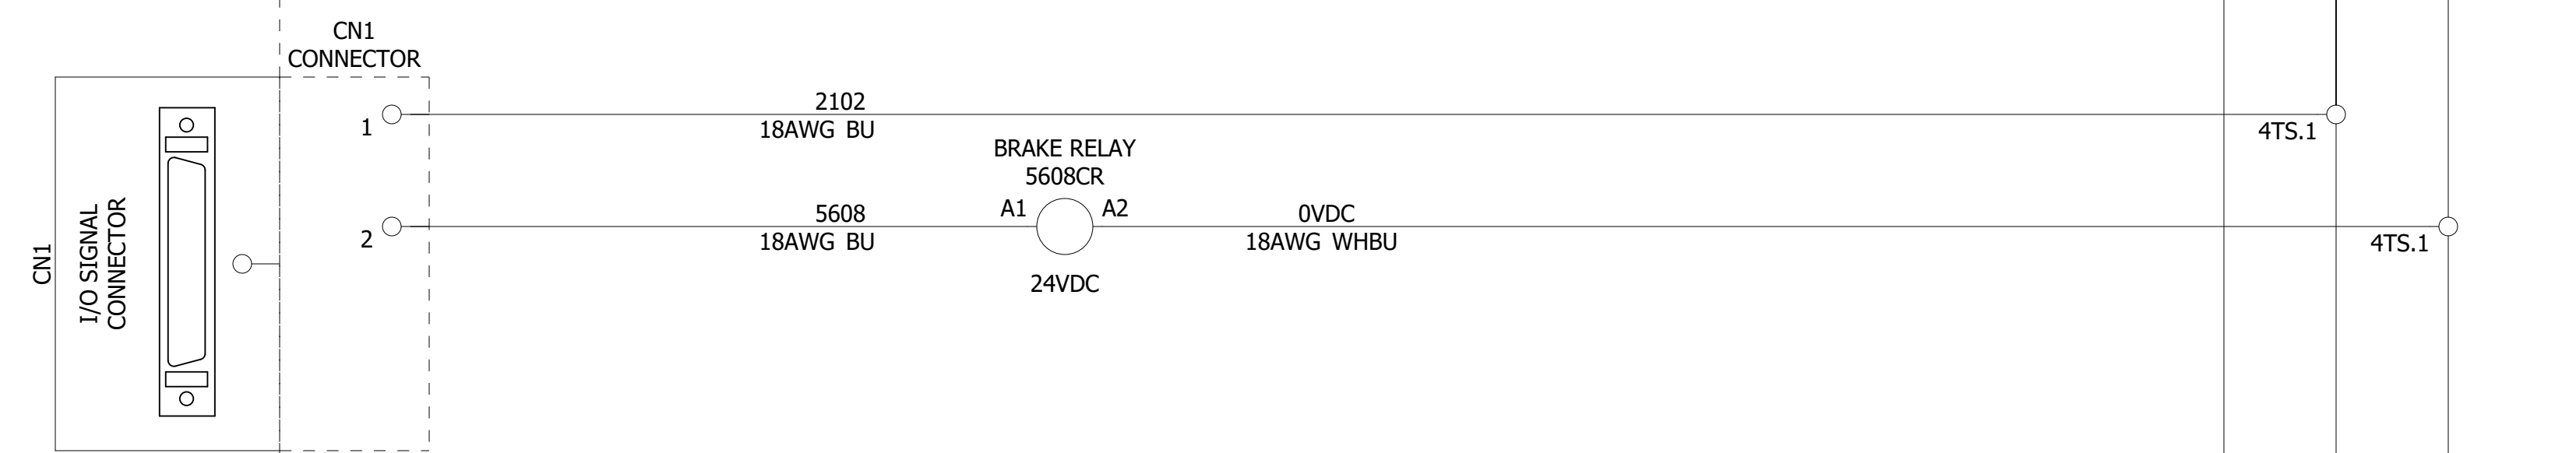 CN1
CONNECTOR
1
2102
18AWG BU
4TS.1
BRAKE RELAY
5608CR
2
5608
18AWG BU
A1
A2
0VDC
18AWG WHBU
4TS.1
24VDC
CN1
I/O SIGNAL
CONNECTOR